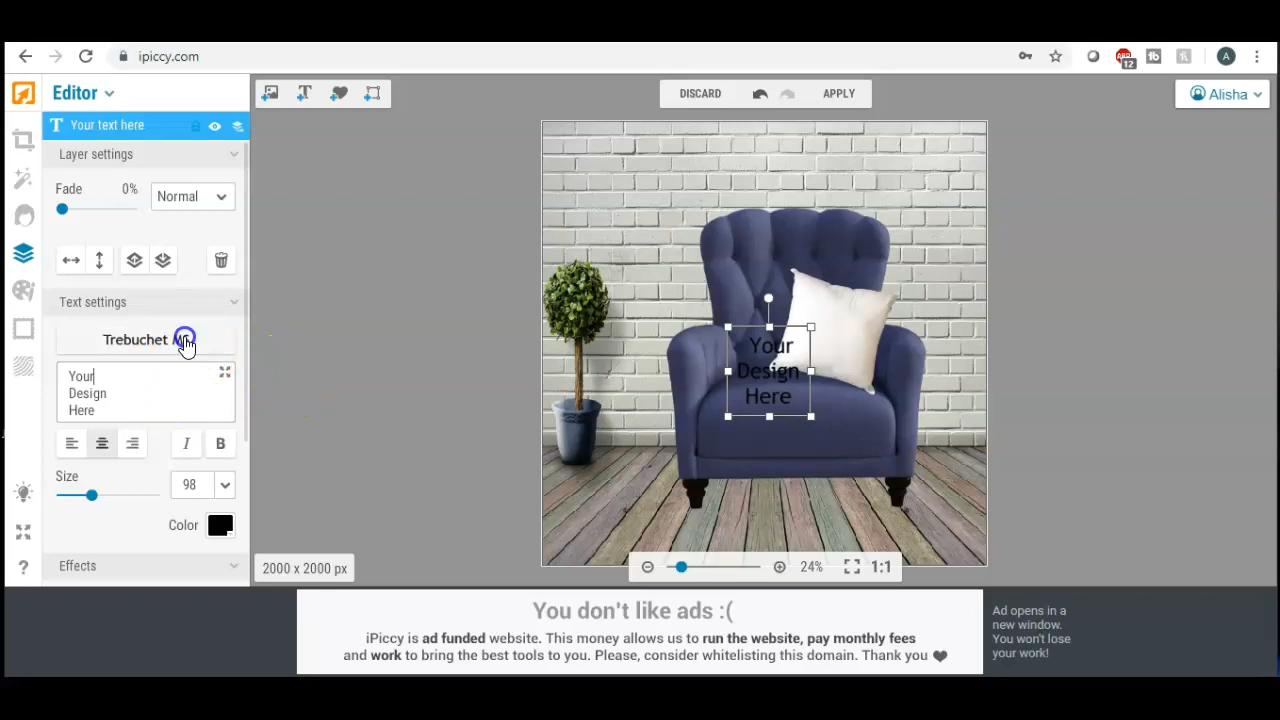 ipiccy.com
12
A
Editor
DISCARD
APPLY
Alisha
Your text here
Layer settings
Fade 0%
Normal
Text settings
Trebuchet
Your
Design
Here
I B
Size
98
Color
Effects
Your
Design
Here
2000 x 2000 px
24%
1:1
You don't like ads :(
iPiccy is ad funded website. This money allows us to run the website, pay monthly fees
and work to bring the best tools to you. Please, consider whitelisting this domain. Thank you
Ad opens in a
new window.
You won't lose
your work!